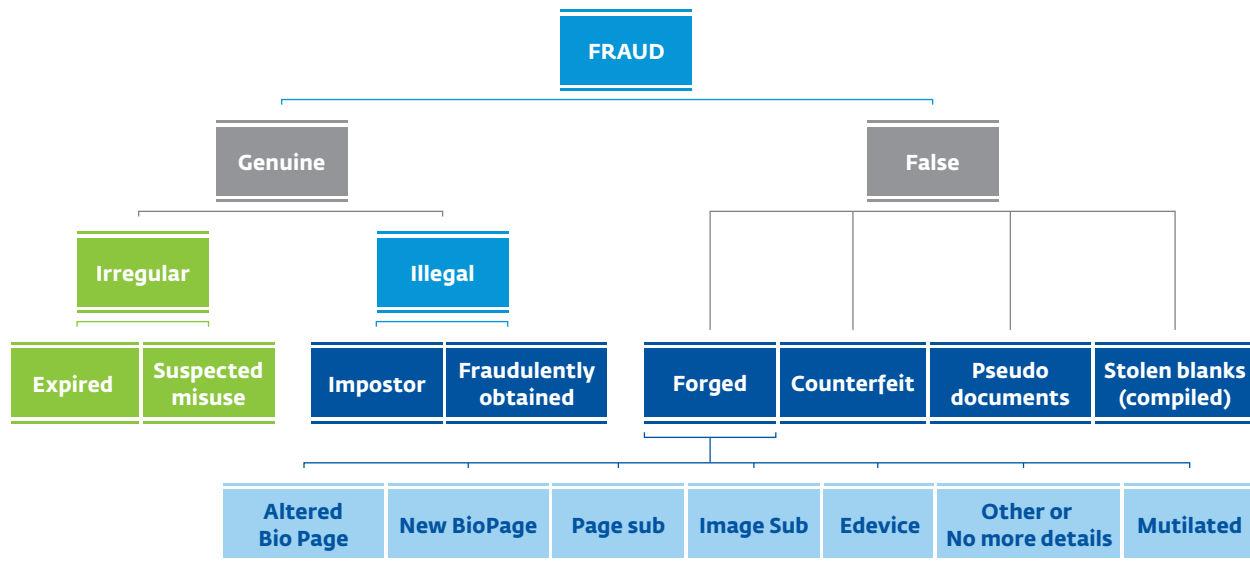 FRAUD
Genuine
False
Irregular
Illegal
Expired
Suspected
misuse
Impostor
Fraudulently
obtained
Forged
Counterfeit
Pseudo
documents
Stolen blanks
(compiled)
Altered
Bio Page
New BioPage
Page sub
Image Sub
Edevice
Other or
No more details
Mutilated